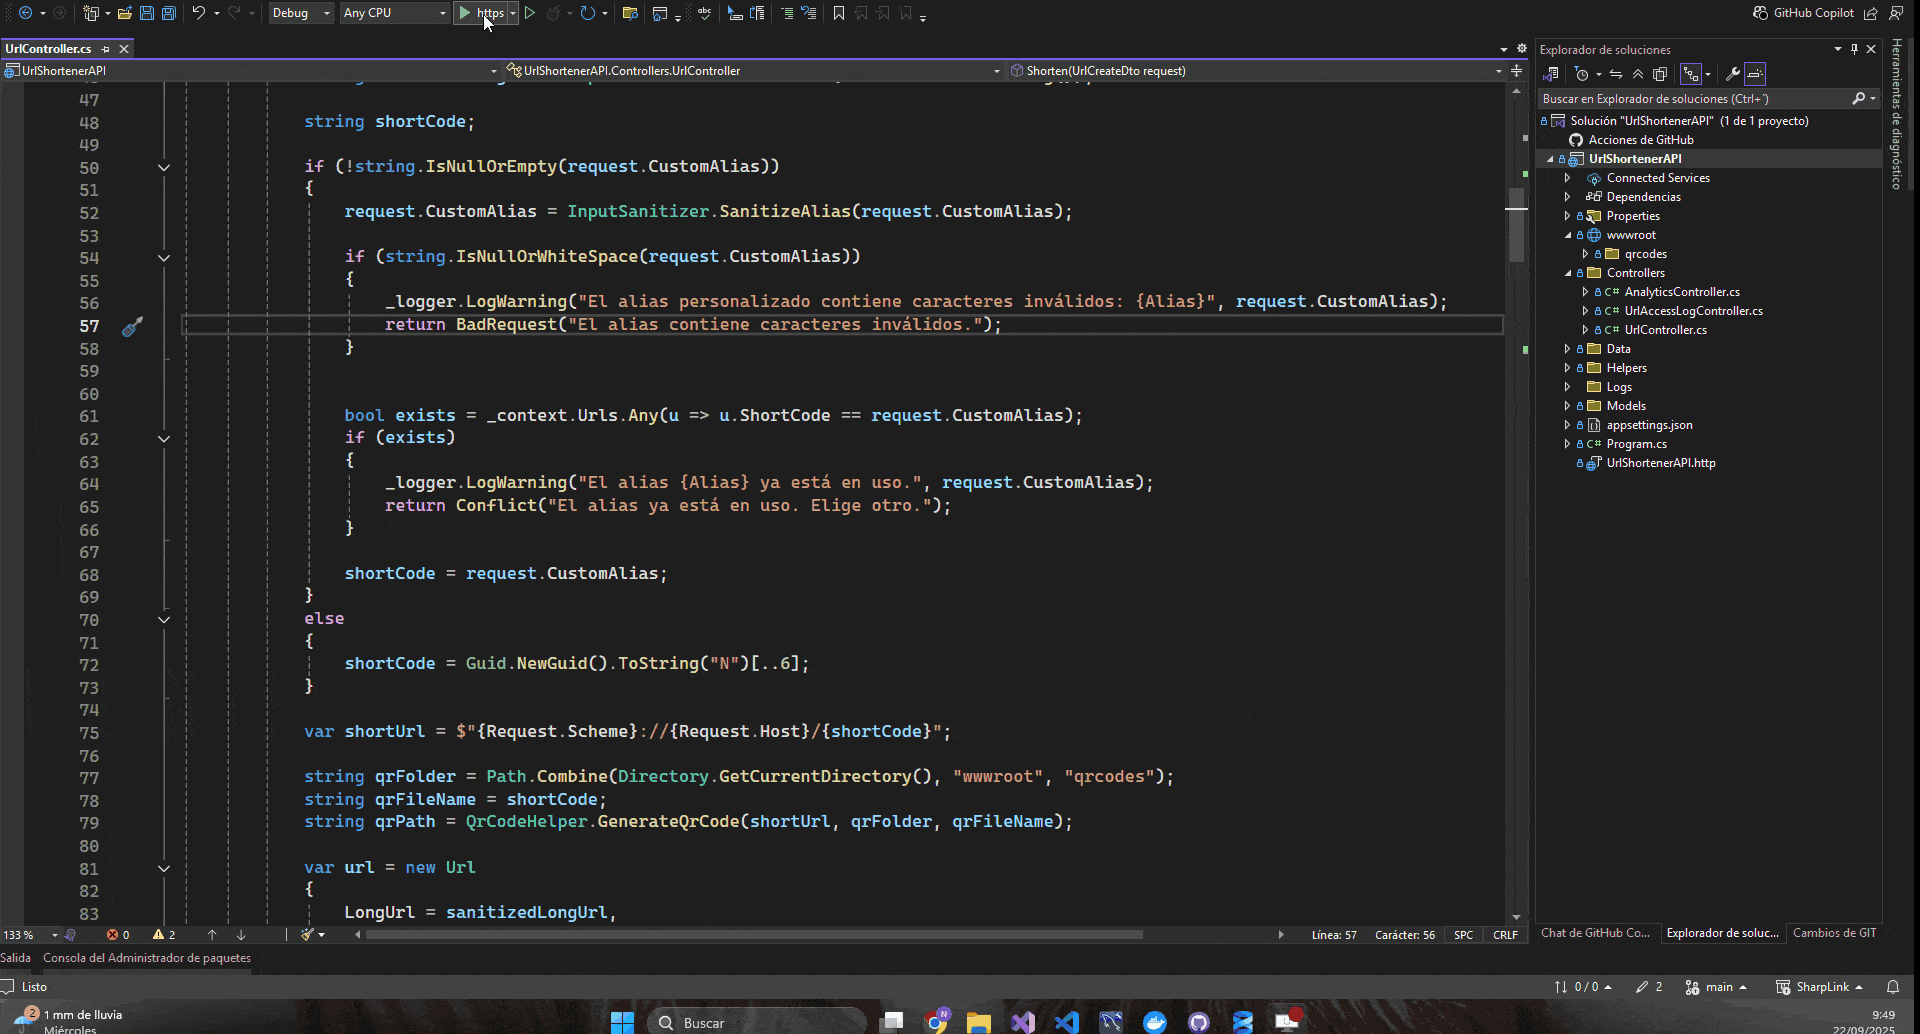 Debug
Any CPU
https
GitHub Copilot
UrlController.cs
UrlShortenerAPI
UrlShortenerAPI.Controllers.UrlController
Shorten(UrlCreateDto request)
47
48 string shortCode;
49
50 if (!string.IsNullOrEmpty(request.CustomAlias))
51 {
52 request.CustomAlias = InputSanitizer.SanitizeAlias(request.CustomAlias);
53
54 if (string.IsNullOrWhiteSpace(request.CustomAlias))
55 {
56 _logger.LogWarning("El alias personalizado contiene caracteres inválidos: {Alias}", request.CustomAlias);
57 return BadRequest("El alias contiene caracteres inválidos.");
58 }
59
60
61 bool exists = _context.Urls.Any(u => u.ShortCode == request.CustomAlias);
62 if (exists)
63 {
64 _logger.LogWarning("El alias {Alias} ya está en uso.", request.CustomAlias);
65 return Conflict("El alias ya está en uso. Elige otro.");
66 }
67
68 shortCode = request.CustomAlias;
69 }
70 else
71 {
72 shortCode = Guid.NewGuid().ToString("N")[..6];
73 }
74
75 var shortUrl = $"{Request.Scheme}://{Request.Host}/{shortCode}";
76
77 string qrFolder = Path.Combine(Directory.GetCurrentDirectory(), "wwwroot", "qrcodes");
78 string qrFileName = shortCode;
79 string qrPath = QrCodeHelper.GenerateQrCode(shortUrl, qrFolder, qrFileName);
80
81 var url = new Url
82 {
83 LongUrl = sanitizedLongUrl,
133 %
0
2
Línea: 57
Carácter: 56
SPC
CRLF
Explorador de soluciones
Buscar en Explorador de soluciones (Ctrl+`)
Solución "UrlShortenerAPI" (1 de 1 proyecto)
Acciones de GitHub
UrlShortenerAPI
Connected Services
Dependencias
Properties
wwwroot
qrcodes
Controllers
C# AnalyticsController.cs
C# UrlAccessLogController.cs
C# UrlController.cs
Data
Helpers
Logs
Models
appsettings.json
C# Program.cs
UrlShortenerAPI.http
Chat de GitHub Co...
Explorador de soluc...
Cambios de GIT
Herramientas de diagnóstico
Salida
Consola del Administrador de paquetes
Listo
0 / 0
2
main
SharpLink
2
1 mm de lluvia
Miércoles
Buscar
N
9:49
22/09/2025